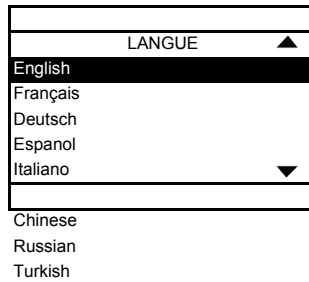 LANGUE
English
Français
Deutsch
Espanol
Italiano
Chinese
Russian
Turkish